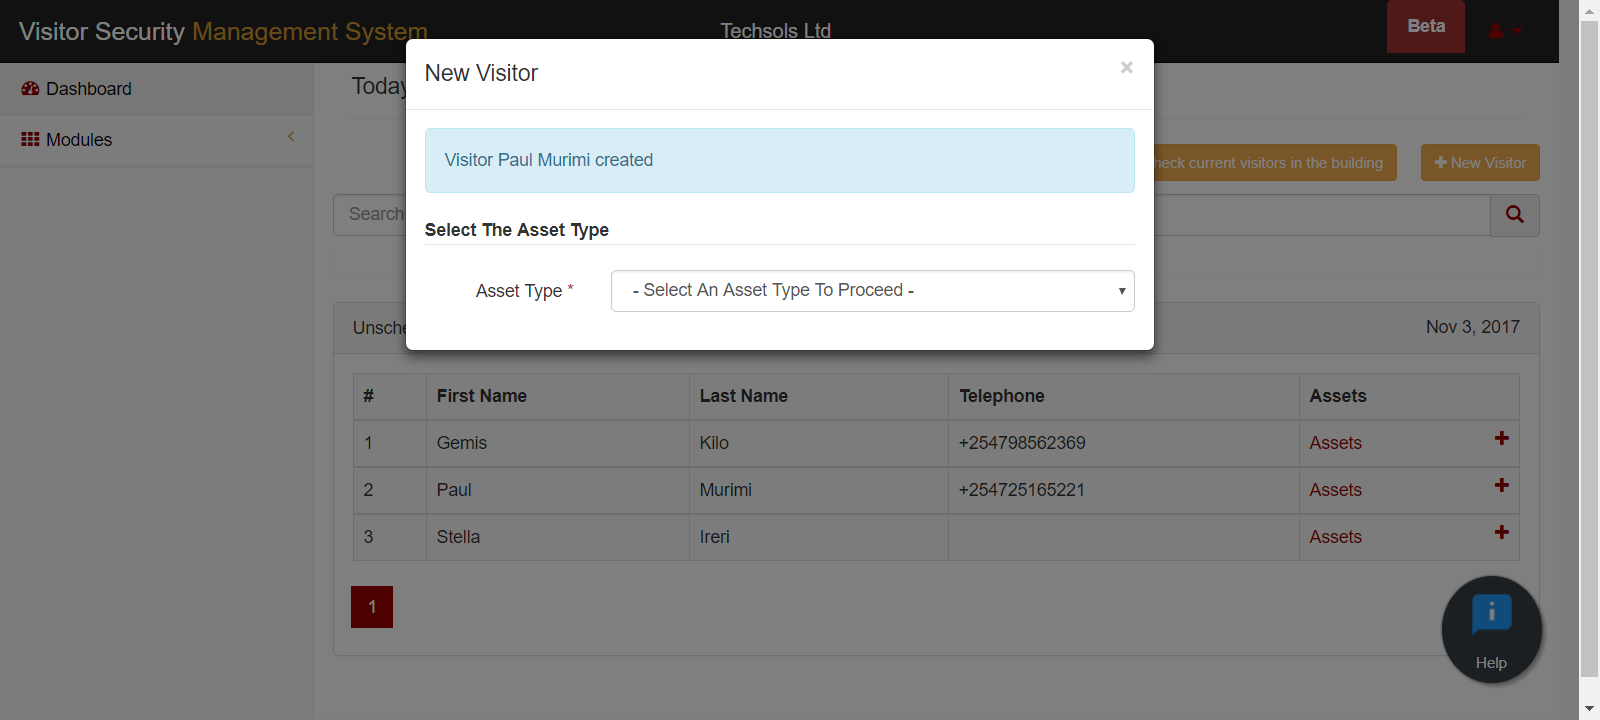 Visitor Security Management System
Techsols Ltd
Beta
Dashboard
Modules
Today
New Visitor
×
Visitor Paul Murimi created
Select The Asset Type
Asset Type *
- Select An Asset Type To Proceed -
heck current visitors in the building
New Visitor
Search
Unsche
Nov 3, 2017
# First Name Last Name Telephone Assets
1 Gemis Kilo +254798562369 Assets
2 Paul Murimi +254725165221 Assets
3 Stella Ireri Assets
1
Help